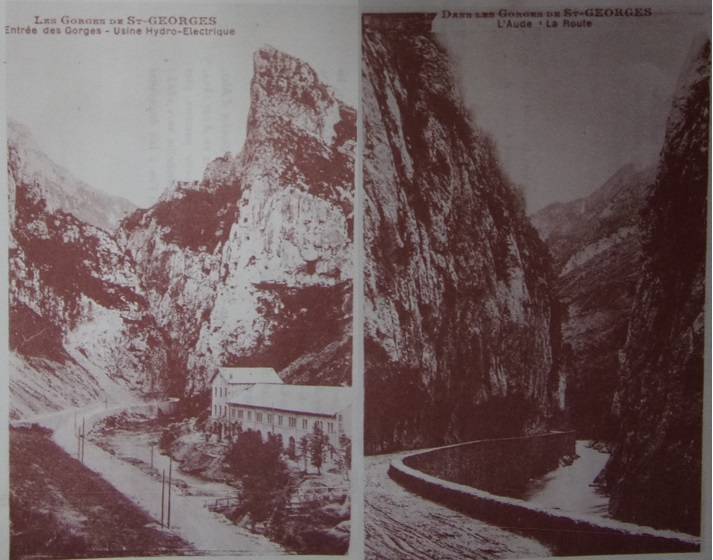 LES GORGES DE ST-GEORGES
Entrée des Gorges - Usine Hydro-Electrique
DANS LES GORGES DE ST-GEORGES
L'Aude • La Route